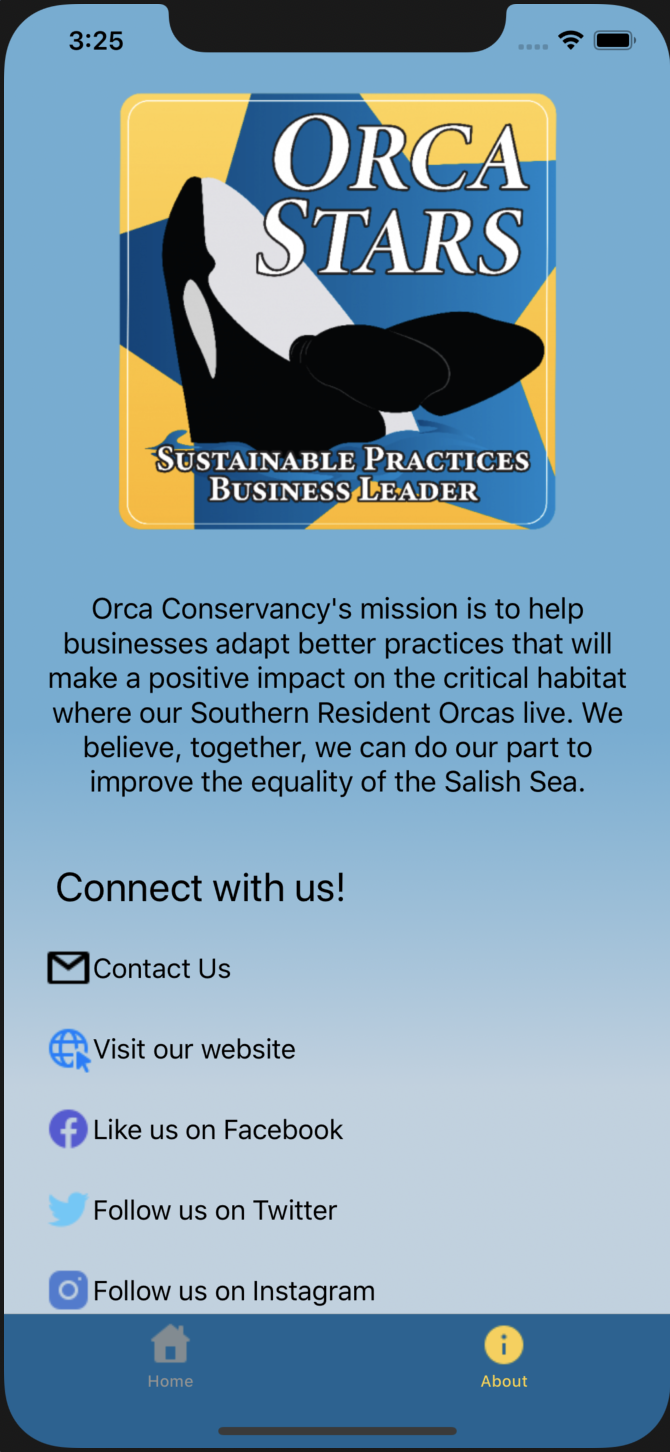 3:25
ORCA
STARS
SUSTAINABLE PRACTICES
BUSINESS LEADER
Orca Conservancy's mission is to help
businesses adapt better practices that will
make a positive impact on the critical habitat
where our Southern Resident Orcas live. We
believe, together, we can do our part to
improve the equality of the Salish Sea.
Connect with us!
Contact Us
Visit our website
Like us on Facebook
Follow us on Twitter
Follow us on Instagram
Home
About